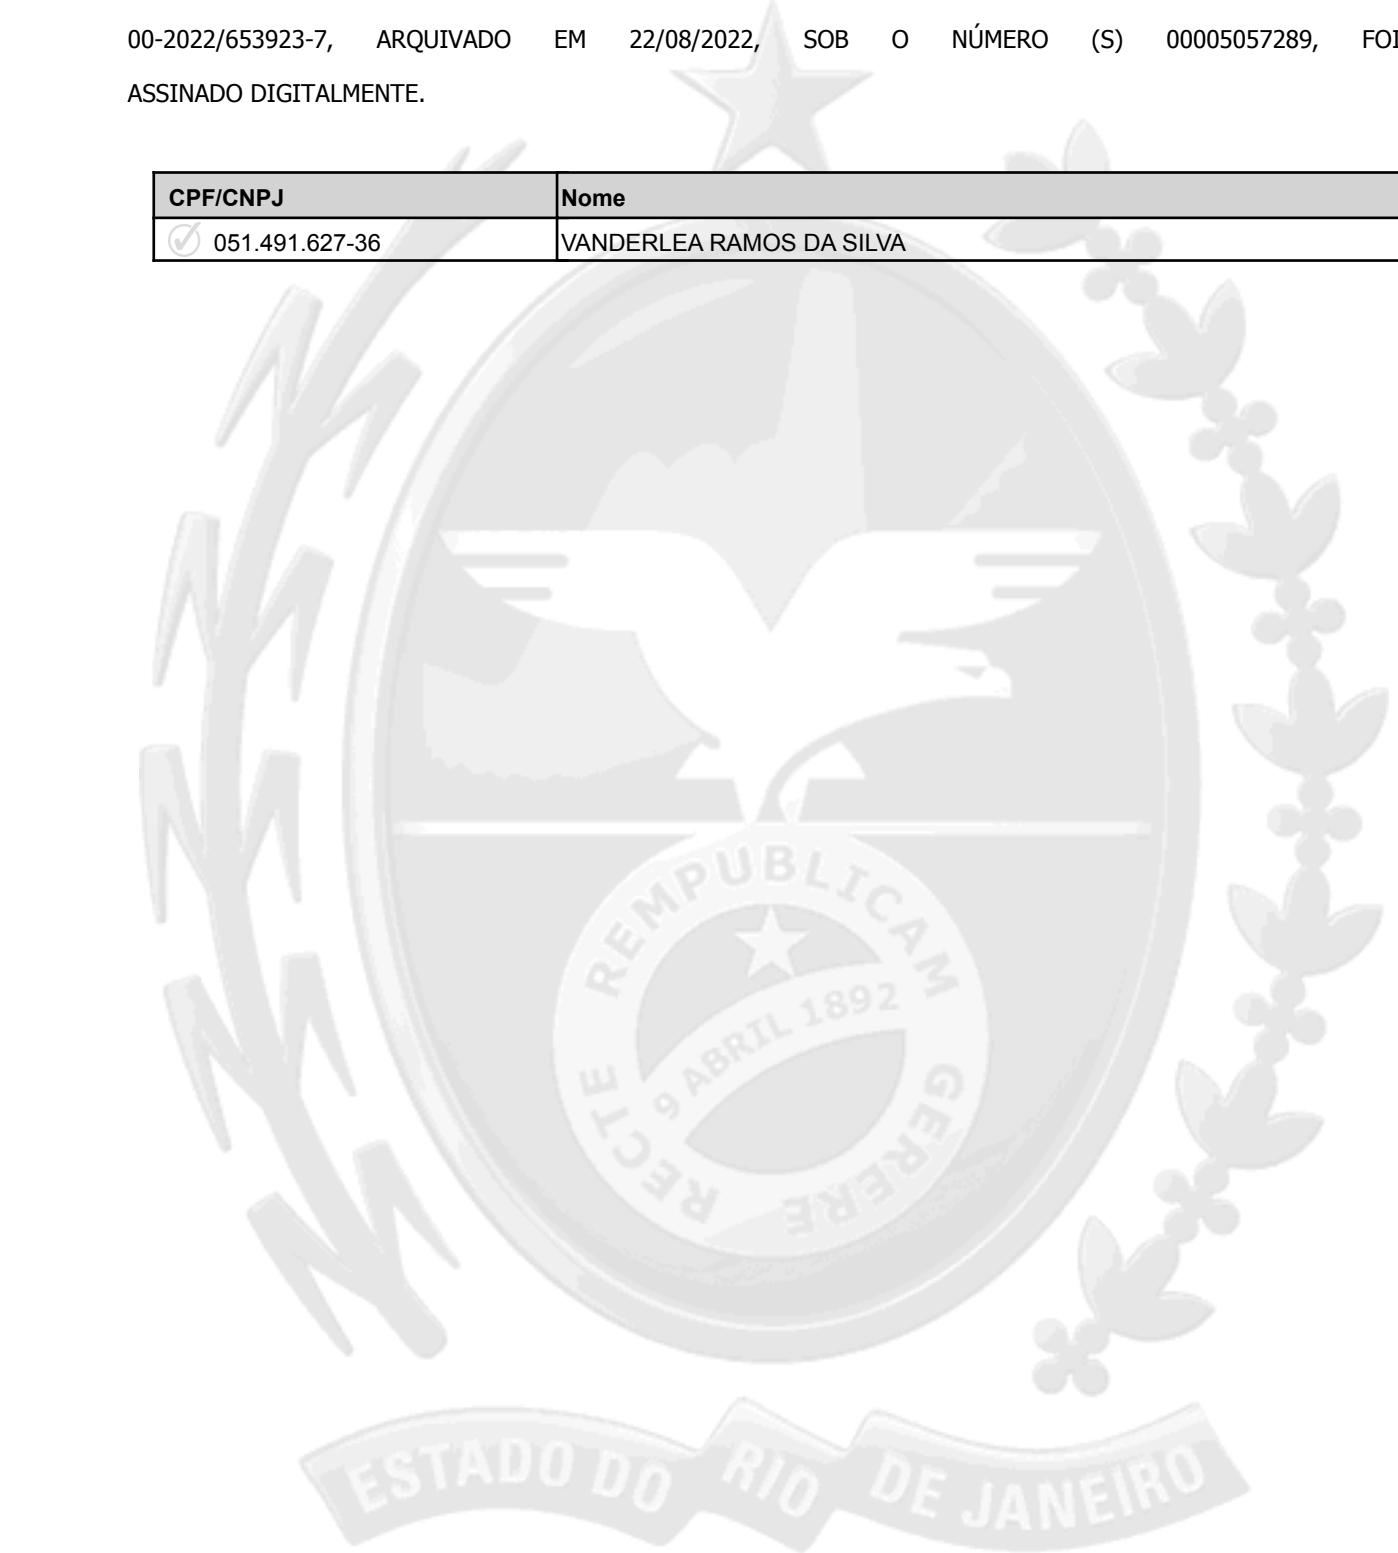 00-2022/653923-7, ARQUIVADO EM 22/08/2022, SOB O NÚMERO (S) 00005057289, FOI
ASSINADO DIGITALMENTE.
CPF/CNPJ Nome
051.491.627-36 VANDERLEA RAMOS DA SILVA
RECTE REMPUBLICAM GERERE
9 ABRIL 1892
ESTADO DO RIO DE JANEIRO